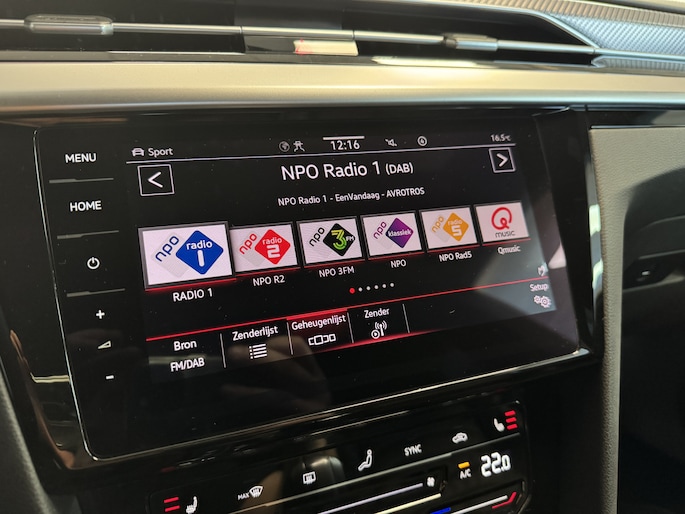 MENU
HOME
Sport
12:16
16.5°C
NPO Radio 1 (DAB)
NPO Radio 1 - EenVandaag - AVROTROS
npo radio 1
npo radio 2
npo 3FM
npo klassiek
npo radio 5
Q music
RADIO 1
NPO R2
NPO 3FM
NPO
NPO Rad5
Qmusic
Setup
Bron
FM/DAB
Zenderlijst
Geheugenlijst
Zender
+
-
MAX
SYNC
A/C
22.0